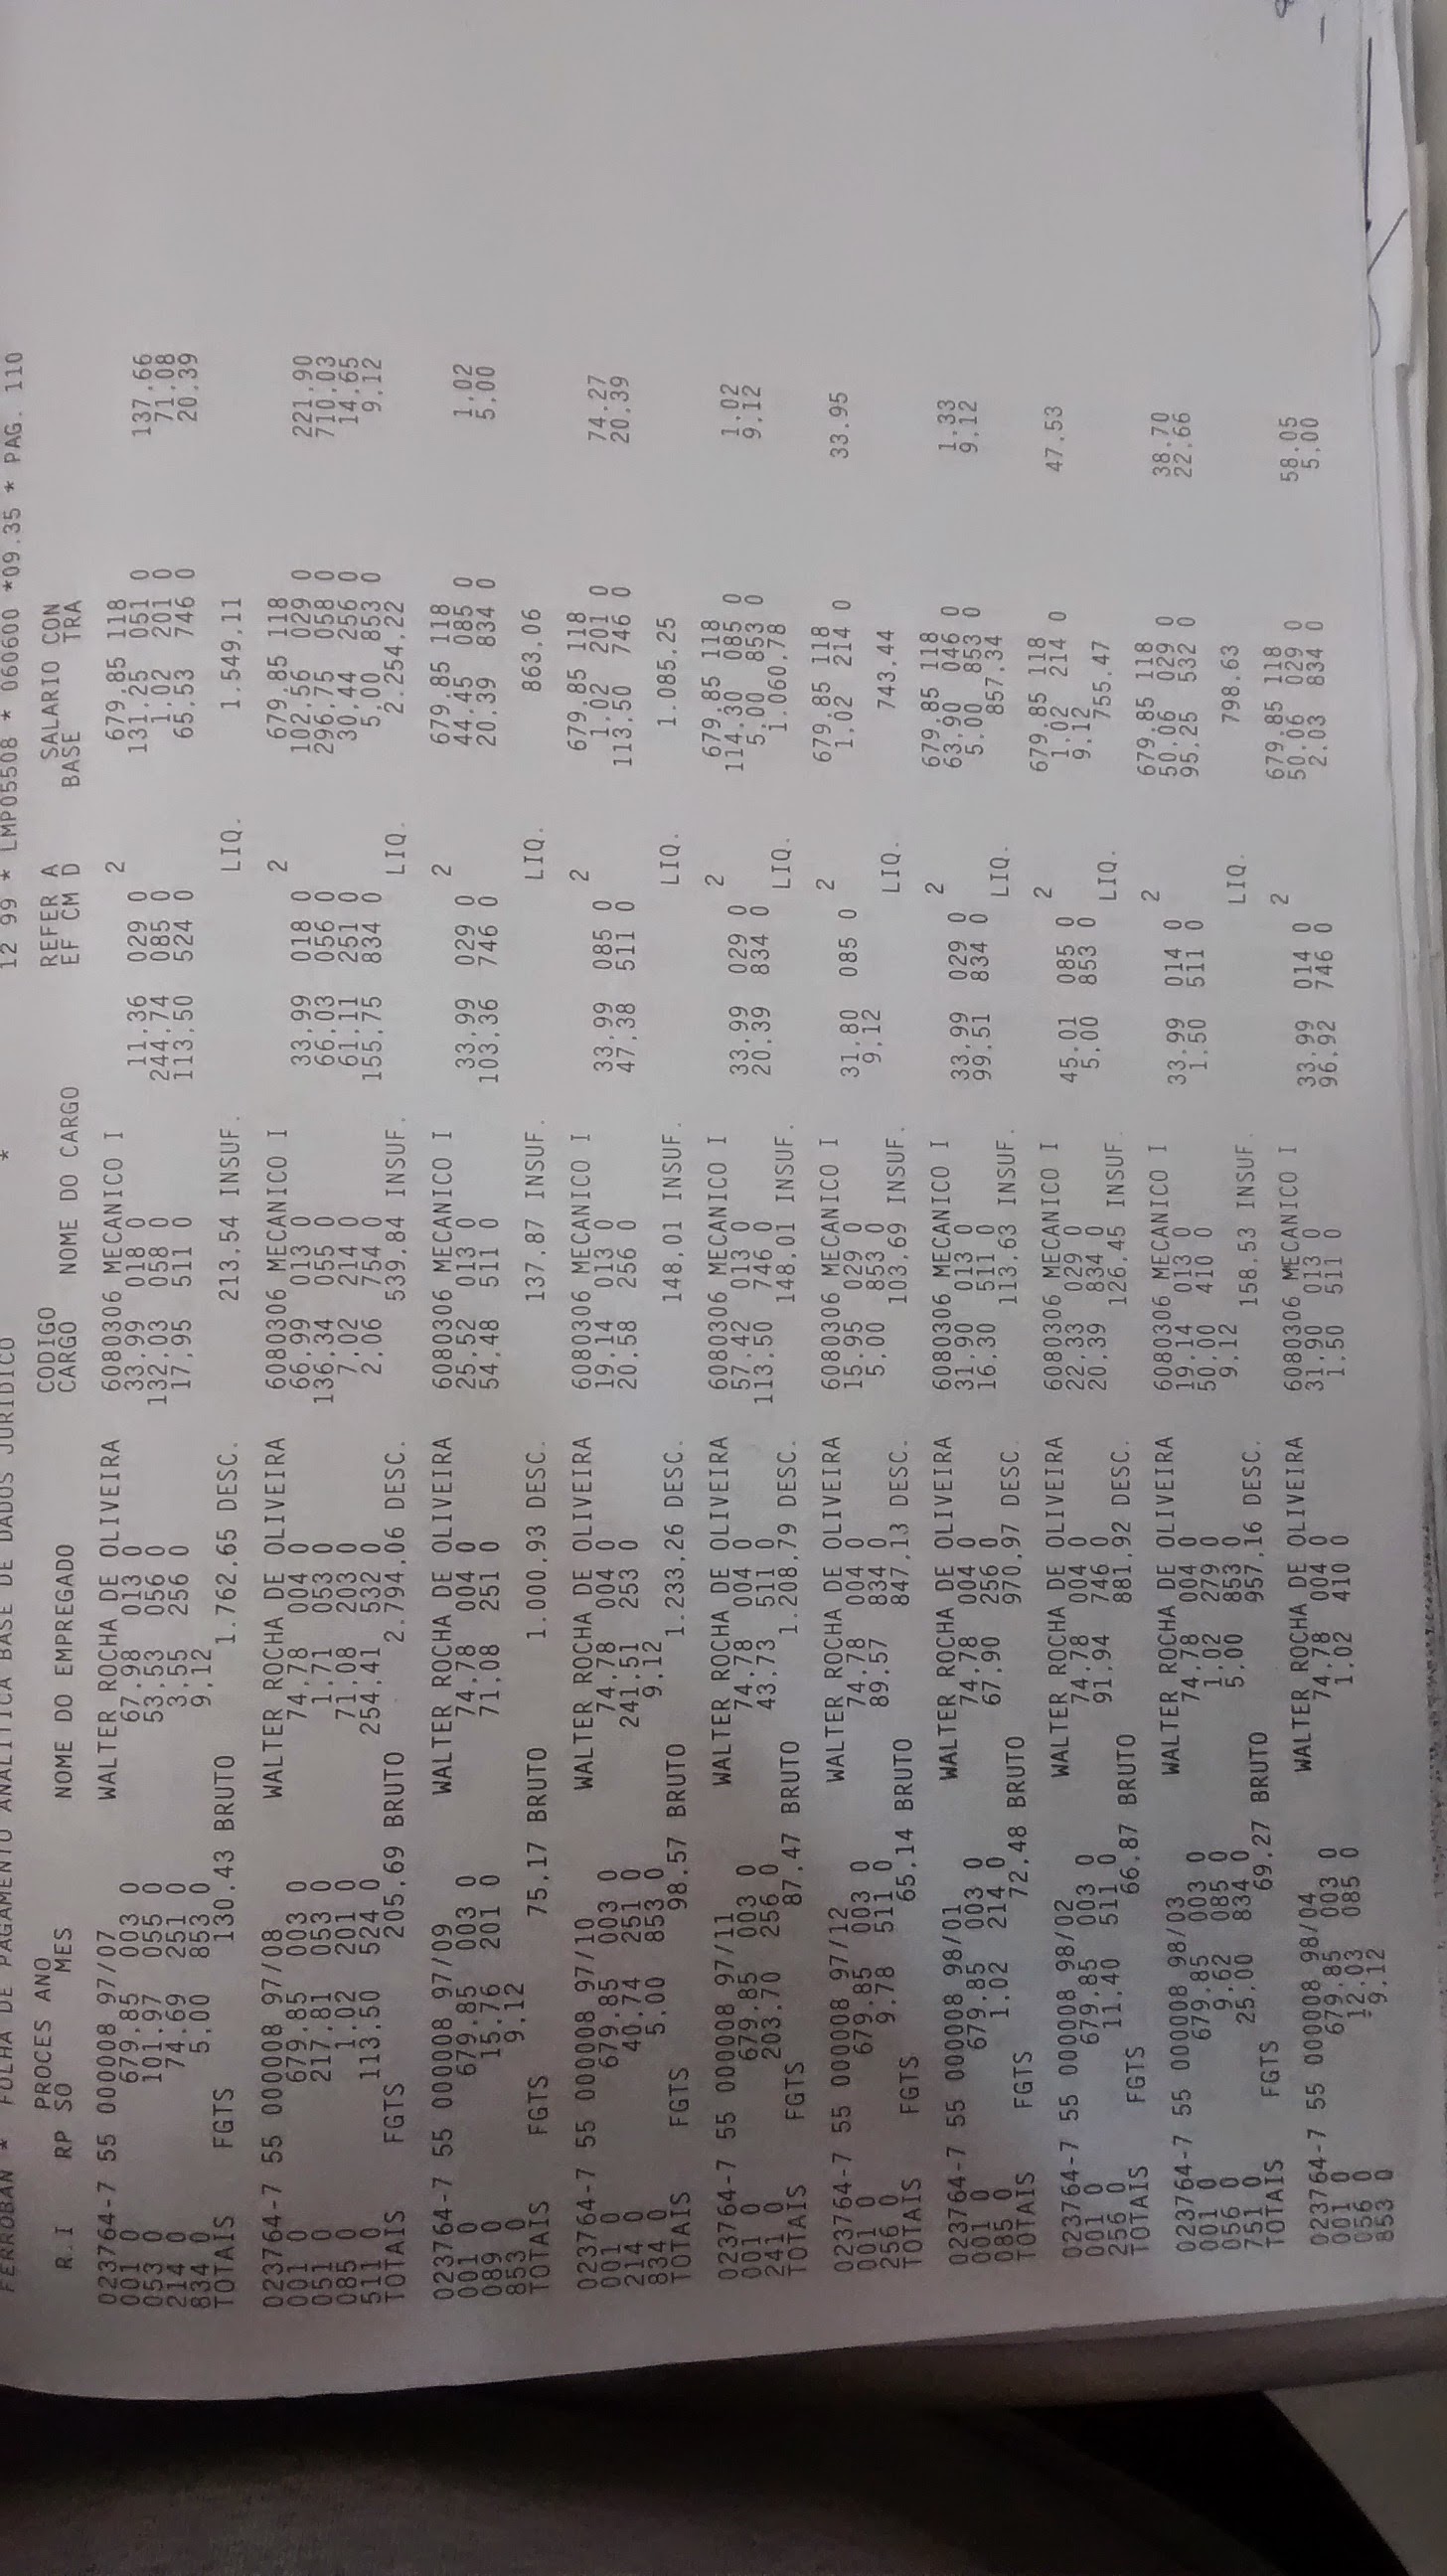 FERROBAN * FOLHA DE PAGAMENTO ANALITICA BASE DE DADOS JURIDICO * 12 99 * LMP05508 * 060600 *09.35 * PAG. 110
PROCES ANO CODIGO REFER A SALARIO CON
R.I RP SO MES NOME DO EMPREGADO CARGO NOME DO CARGO EF CM D BASE TRA
023764-7 55 000008 97/07 WALTER ROCHA DE OLIVEIRA 6080306 MECANICO I 2 679.85 118
001 0 679.85 003 0 67.98 013 0 33.99 018 0 11.36 029 0 131.25 051 0 137.66
053 0 101.97 055 0 53.53 056 0 132.03 058 0 244.74 085 0 1.02 201 0 71.08
214 0 74.69 251 0 3.55 256 0 17.95 511 0 113.50 524 0 65.53 746 0 20.39
834 0 5.00 853 0 9.12
TOTAIS FGTS 130.43 BRUTO 1.762.65 DESC. 213.54 INSUF. LIQ. 1.549.11
023764-7 55 000008 97/08 WALTER ROCHA DE OLIVEIRA 6080306 MECANICO I 2 679.85 118
001 0 679.85 003 0 74.78 004 0 66.99 013 0 33.99 018 0 102.56 029 0 221.90
051 0 217.81 053 0 1.71 053 0 136.34 055 0 66.03 056 0 296.75 058 0 710.03
085 0 1.02 201 0 71.08 203 0 7.02 214 0 61.11 251 0 30.44 256 0 14.65
511 0 113.50 524 0 254.41 532 0 2.06 754 0 155.75 834 0 5.00 853 0 9.12
TOTAIS FGTS 205.69 BRUTO 2.794.06 DESC. 539.84 INSUF. LIQ. 2.254.22
023764-7 55 000008 97/09 WALTER ROCHA DE OLIVEIRA 6080306 MECANICO I 2 679.85 118
001 0 679.85 003 0 74.78 004 0 25.52 013 0 33.99 029 0 44.45 085 0 1.02
089 0 15.76 201 0 71.08 251 0 54.48 511 0 103.36 746 0 20.39 834 0 5.00
853 0 9.12
TOTAIS FGTS 75.17 BRUTO 1.000.93 DESC. 137.87 INSUF. LIQ. 863.06
023764-7 55 000008 97/10 WALTER ROCHA DE OLIVEIRA 6080306 MECANICO I 2 679.85 118
001 0 679.85 003 0 74.78 004 0 19.14 013 0 33.99 085 0 1.02 201 0 74.27
214 0 40.74 251 0 241.51 253 0 20.58 256 0 47.38 511 0 113.50 746 0 20.39
834 0 5.00 853 0 9.12
TOTAIS FGTS 98.57 BRUTO 1.233.26 DESC. 148.01 INSUF. LIQ. 1.085.25
023764-7 55 000008 97/11 WALTER ROCHA DE OLIVEIRA 6080306 MECANICO I 2 679.85 118
001 0 679.85 003 0 74.78 004 0 57.42 013 0 33.99 029 0 114.30 085 0 1.02
241 0 203.70 256 0 43.73 511 0 113.50 746 0 20.39 834 0 5.00 853 0 9.12
TOTAIS FGTS 87.47 BRUTO 1.208.79 DESC. 148.01 INSUF. LIQ. 1.060.78
023764-7 55 000008 97/12 WALTER ROCHA DE OLIVEIRA 6080306 MECANICO I 2 679.85 118
001 0 679.85 003 0 74.78 004 0 15.95 029 0 31.80 085 0 1.02 214 0 33.95
256 0 9.78 511 0 89.57 834 0 5.00 853 0 9.12
TOTAIS FGTS 65.14 BRUTO 847.13 DESC. 103.69 INSUF. LIQ. 743.44
023764-7 55 000008 98/01 WALTER ROCHA DE OLIVEIRA 6080306 MECANICO I 2 679.85 118
001 0 679.85 003 0 74.78 004 0 31.90 013 0 33.99 029 0 63.90 046 0 1.33
085 0 1.02 214 0 67.90 256 0 16.30 511 0 99.51 834 0 5.00 853 0 9.12
TOTAIS FGTS 72.48 BRUTO 970.97 DESC. 113.63 INSUF. LIQ. 857.34
023764-7 55 000008 98/02 WALTER ROCHA DE OLIVEIRA 6080306 MECANICO I 2 679.85 118
001 0 679.85 003 0 74.78 004 0 22.33 029 0 45.01 085 0 1.02 214 0 47.53
256 0 11.40 511 0 91.94 746 0 20.39 834 0 5.00 853 0 9.12
TOTAIS FGTS 66.87 BRUTO 881.92 DESC. 126.45 INSUF. LIQ. 755.47
023764-7 55 000008 98/03 WALTER ROCHA DE OLIVEIRA 6080306 MECANICO I 2 679.85 118
001 0 679.85 003 0 74.78 004 0 19.14 013 0 33.99 014 0 50.06 029 0 38.70
056 0 9.62 085 0 1.02 279 0 50.00 410 0 1.50 511 0 95.25 532 0 22.66
751 0 25.00 834 0 5.00 853 0 9.12
TOTAIS FGTS 69.27 BRUTO 957.16 DESC. 158.53 INSUF. LIQ. 798.63
023764-7 55 000008 98/04 WALTER ROCHA DE OLIVEIRA 6080306 MECANICO I 2 679.85 118
001 0 679.85 003 0 74.78 004 0 31.90 013 0 33.99 014 0 50.06 029 0 58.05
056 0 12.03 085 0 1.02 410 0 1.50 511 0 96.92 746 0 2.03 834 0 5.00
853 0 9.12